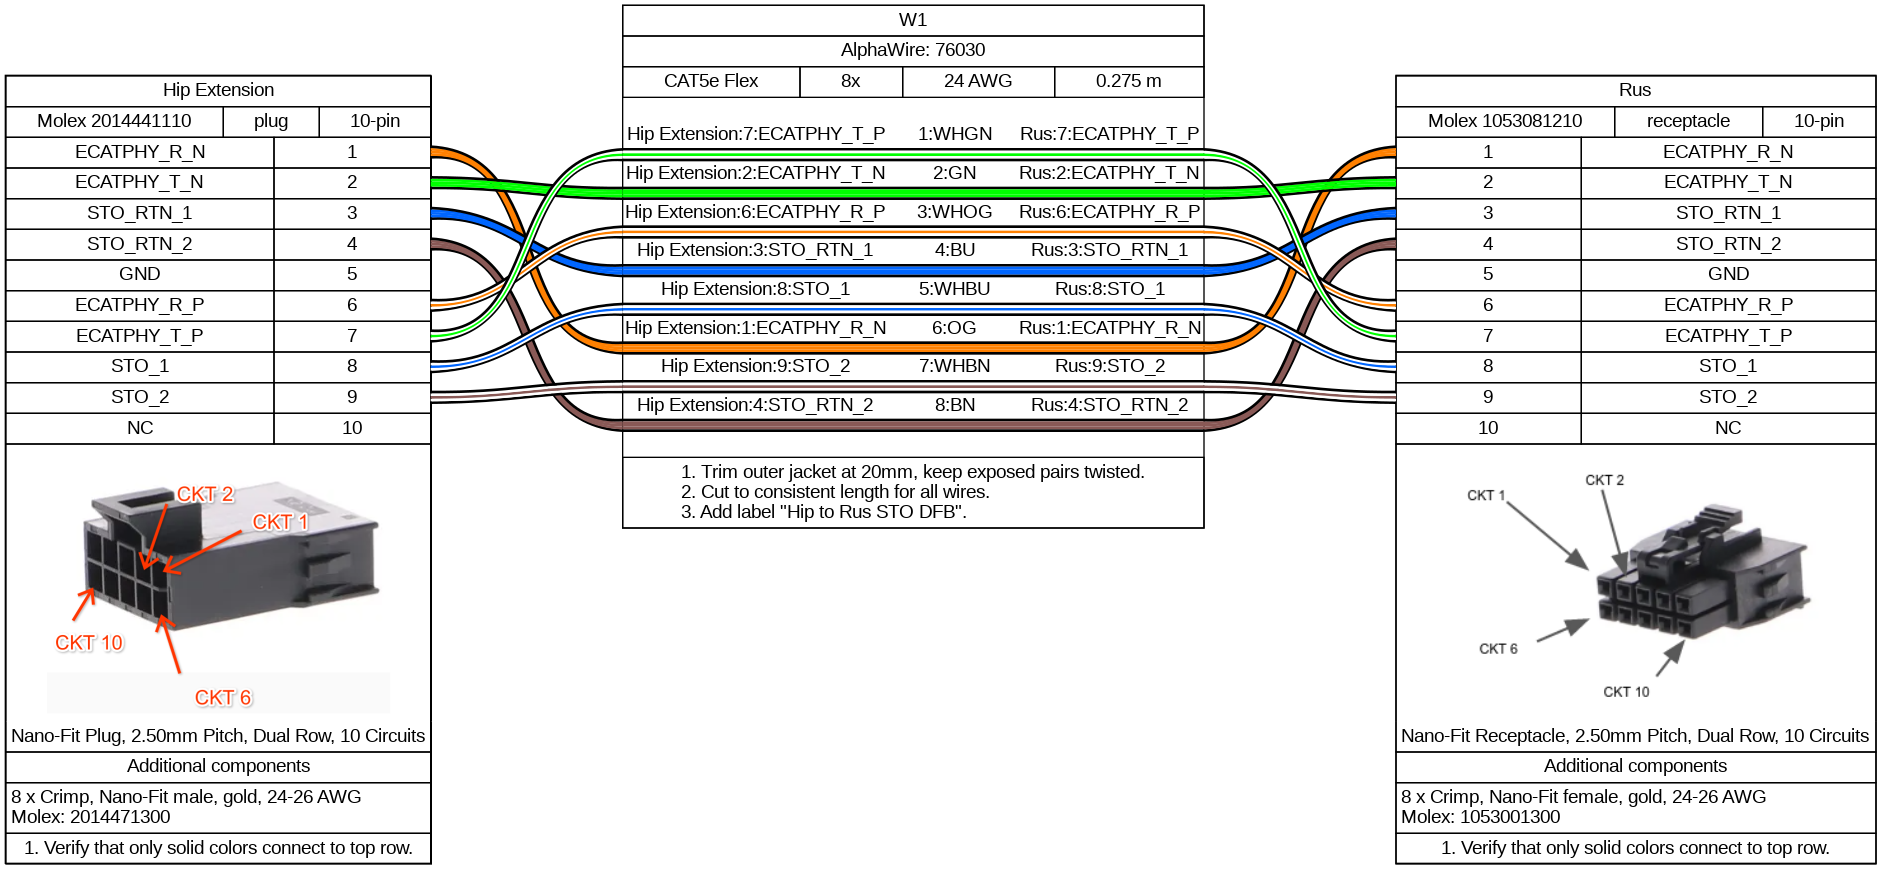 Hip Extension
Molex 2014441110 plug 10-pin
ECATPHY_R_N 1
ECATPHY_T_N 2
STO_RTN_1 3
STO_RTN_2 4
GND 5
ECATPHY_R_P 6
ECATPHY_T_P 7
STO_1 8
STO_2 9
NC 10
CKT 2
CKT 1
CKT 10
CKT 6
Nano-Fit Plug, 2.50mm Pitch, Dual Row, 10 Circuits
Additional components
8 x Crimp, Nano-Fit male, gold, 24-26 AWG
Molex: 2014471300
1. Verify that only solid colors connect to top row.
W1
AlphaWire: 76030
CAT5e Flex 8x 24 AWG 0.275 m
Hip Extension:7:ECATPHY_T_P 1:WHGN Rus:7:ECATPHY_T_P
Hip Extension:2:ECATPHY_T_N 2:GN Rus:2:ECATPHY_T_N
Hip Extension:6:ECATPHY_R_P 3:WHOG Rus:6:ECATPHY_R_P
Hip Extension:3:STO_RTN_1 4:BU Rus:3:STO_RTN_1
Hip Extension:8:STO_1 5:WHBU Rus:8:STO_1
Hip Extension:1:ECATPHY_R_N 6:OG Rus:1:ECATPHY_R_N
Hip Extension:9:STO_2 7:WHBN Rus:9:STO_2
Hip Extension:4:STO_RTN_2 8:BN Rus:4:STO_RTN_2
1. Trim outer jacket at 20mm, keep exposed pairs twisted.
2. Cut to consistent length for all wires.
3. Add label "Hip to Rus STO DFB".
Rus
Molex 1053081210 receptacle 10-pin
1 ECATPHY_R_N
2 ECATPHY_T_N
3 STO_RTN_1
4 STO_RTN_2
5 GND
6 ECATPHY_R_P
7 ECATPHY_T_P
8 STO_1
9 STO_2
10 NC
CKT 2
CKT 1
CKT 6
CKT 10
Nano-Fit Receptacle, 2.50mm Pitch, Dual Row, 10 Circuits
Additional components
8 x Crimp, Nano-Fit female, gold, 24-26 AWG
Molex: 1053001300
1. Verify that only solid colors connect to top row.